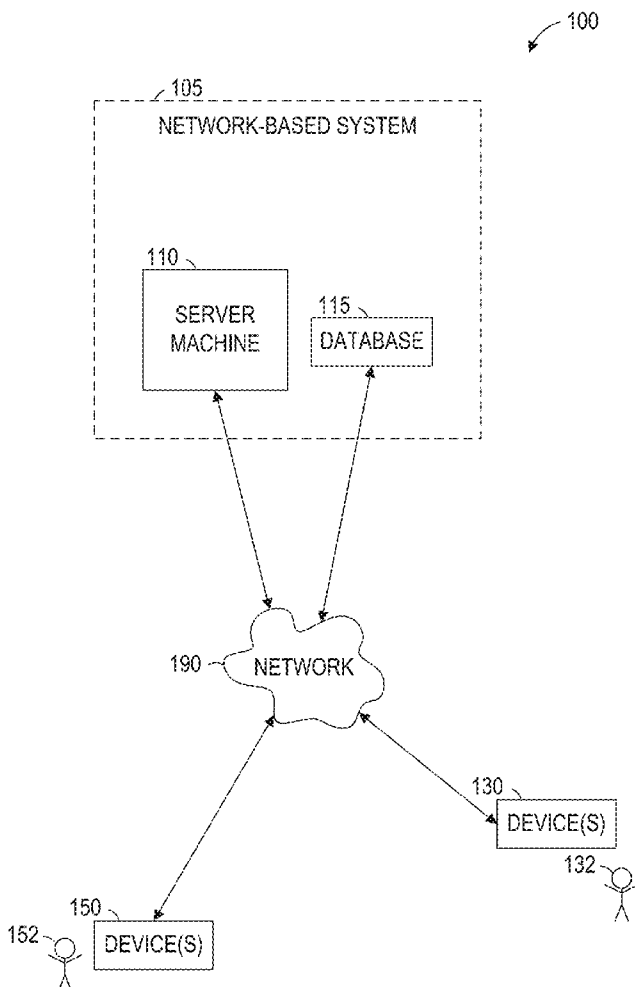 100
105
NETWORK-BASED SYSTEM
110
SERVER
MACHINE
115
DATABASE
190
NETWORK
130
DEVICE(S)
132
150
152
DEVICE(S)